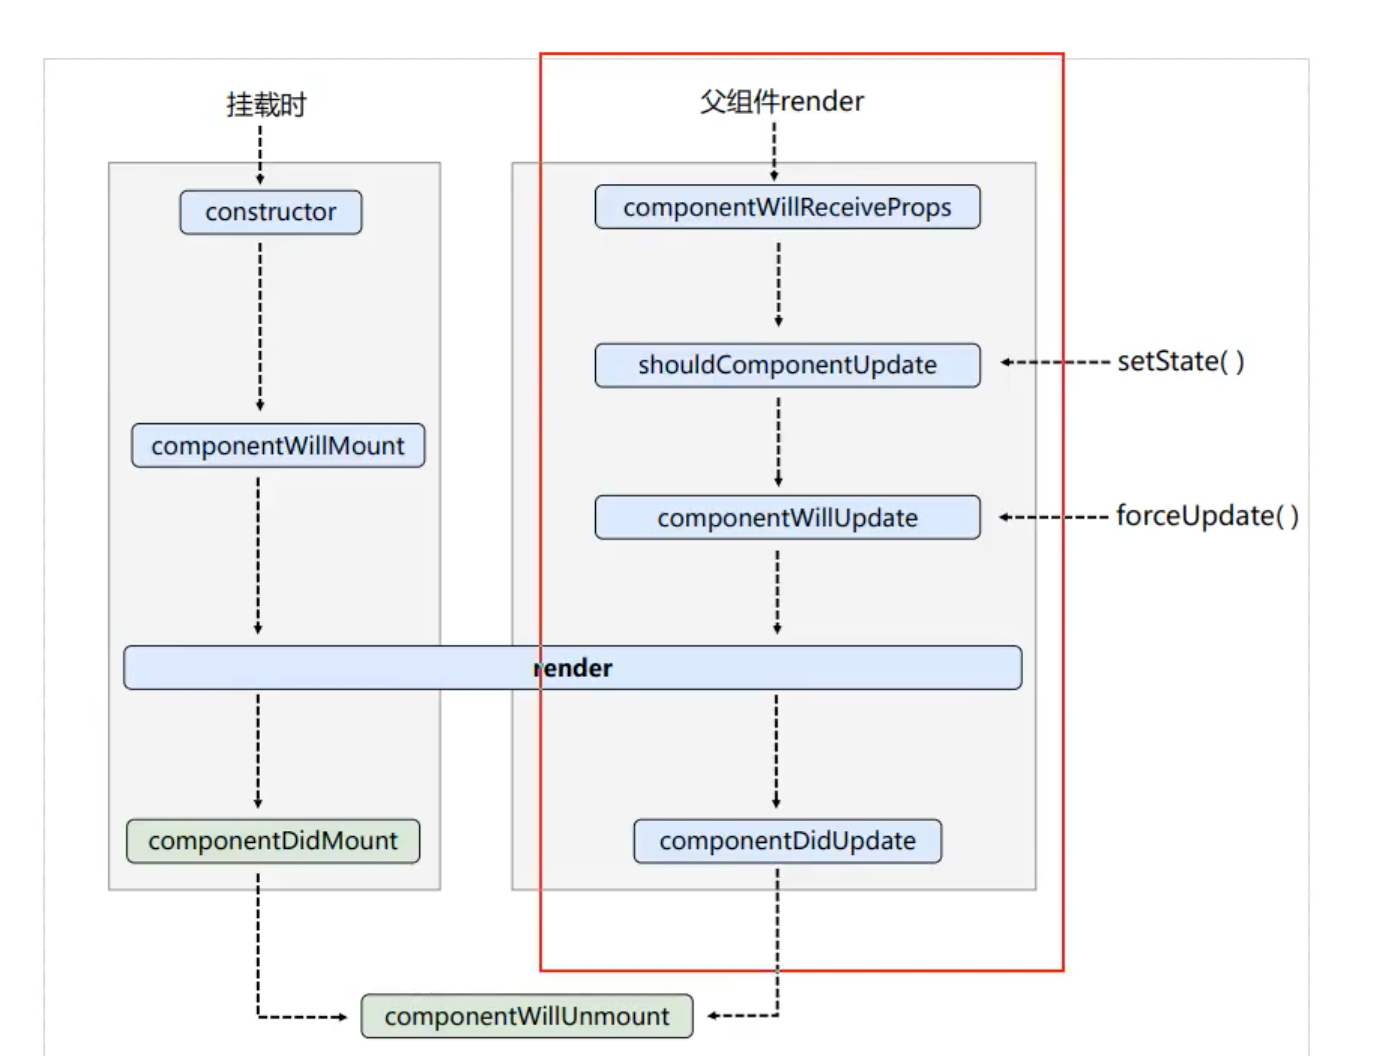 挂载时
constructor
componentWillMount
父组件render
componentWillReceiveProps
shouldComponentUpdate
setState( )
componentWillUpdate
forceUpdate( )
render
componentDidMount
componentDidUpdate
componentWillUnmount